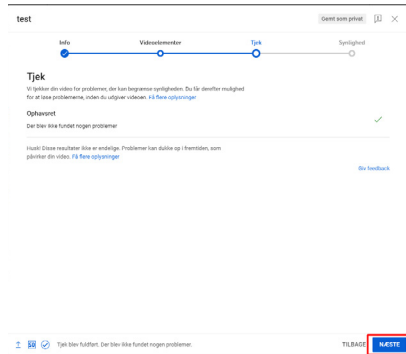 test
Gemt som privat
Info Videoelementer Tjek Synlighed
Tjek
Vi tjekker din video for problemer, der kan begrænse synligheden. Du får derefter mulighed
for at løse problemerne, inden du udgiver videoen. Få flere oplysninger
Ophavsret
Der blev ikke fundet nogen problemer
Husk! Disse resultater ikke er endelige. Problemer kan dukke op i fremtiden, som
påvirker din video. Få flere oplysninger
Giv feedback
Tjek blev fuldført. Der blev ikke fundet nogen problemer.
TILBAGE NÆSTE